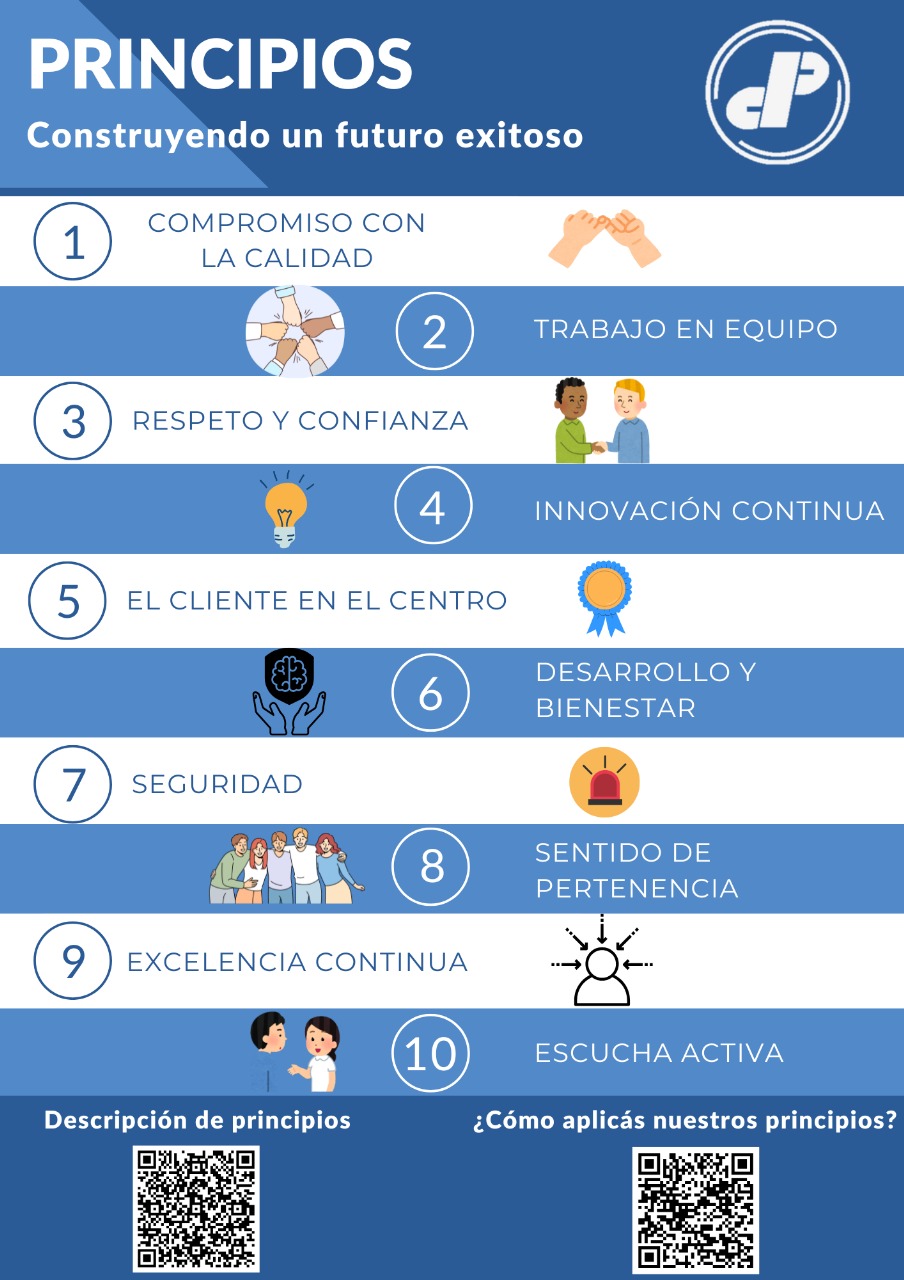 PRINCIPIOS
Construyendo un futuro exitoso
1
COMPROMISO CON
LA CALIDAD
2
TRABAJO EN EQUIPO
3
RESPETO Y CONFIANZA
4
INNOVACIÓN CONTINUA
5
EL CLIENTE EN EL CENTRO
6
DESARROLLO Y
BIENESTAR
7
SEGURIDAD
8
SENTIDO DE
PERTENENCIA
9
EXCELENCIA CONTINUA
10
ESCUCHA ACTIVA
Descripción de principios
¿Cómo aplicás nuestros principios?